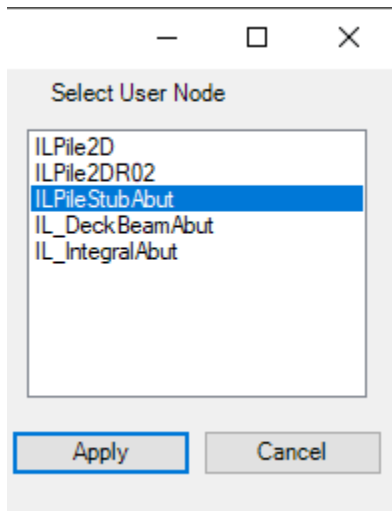 Select User Node
ILPile2D
ILPile2DR02
ILPileStubAbut
IL_DeckBeamAbut
IL_IntegralAbut
Apply
Cancel